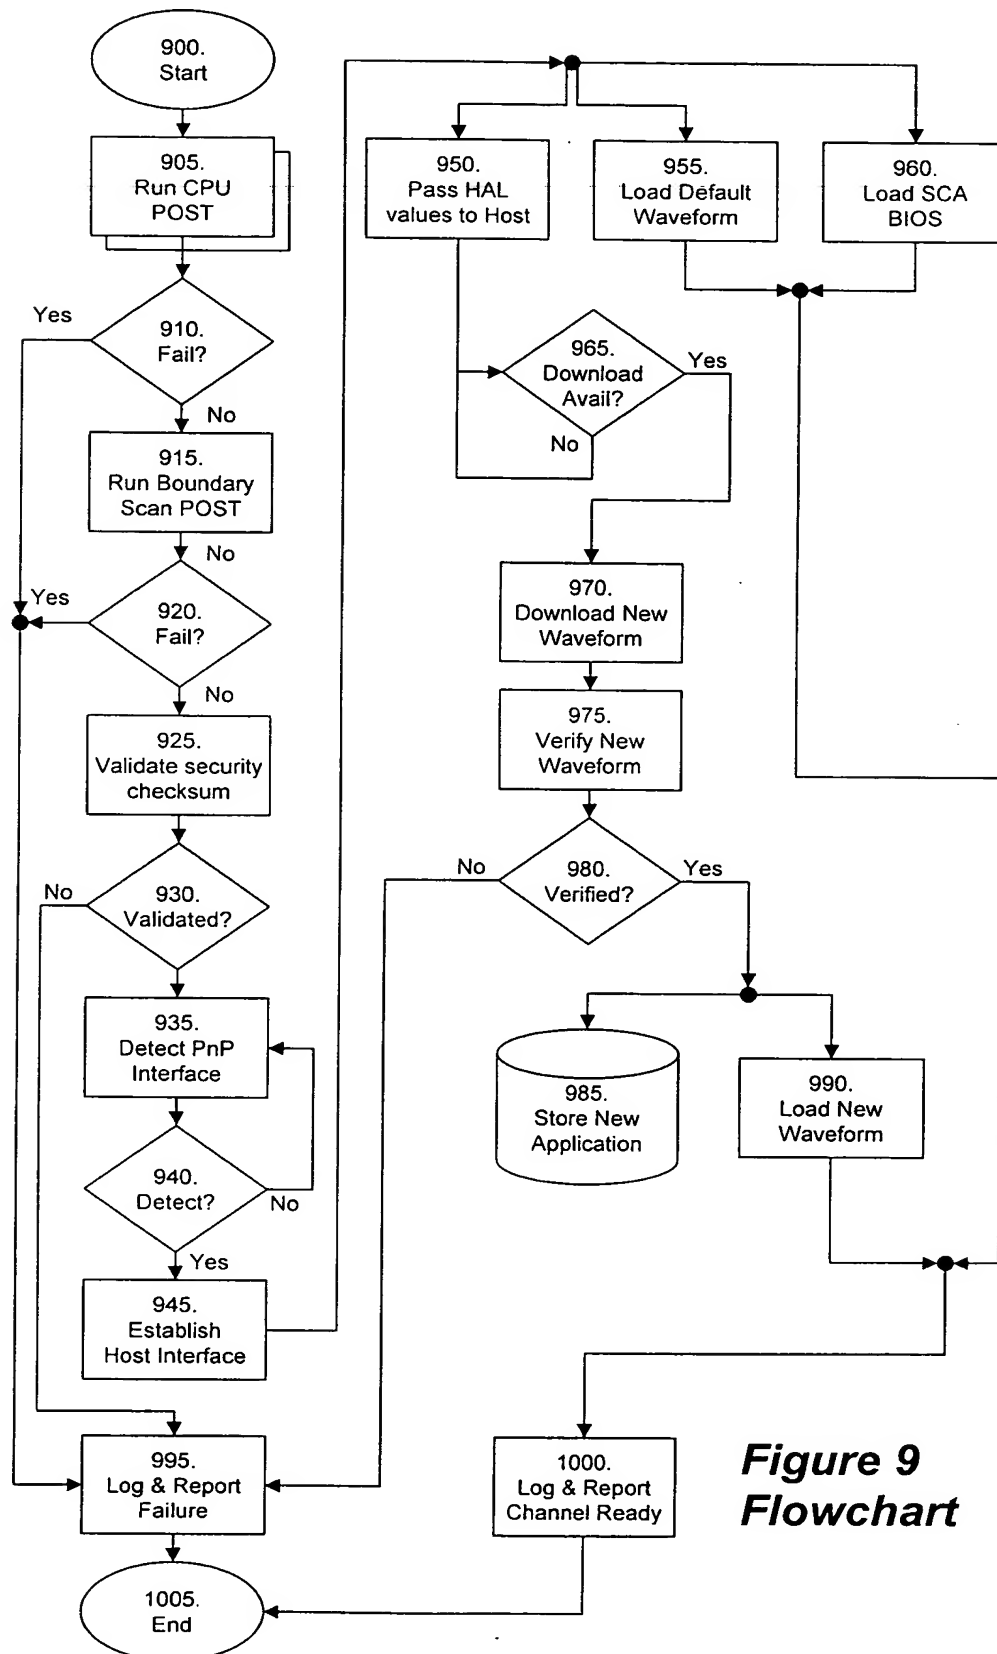 900.
Start
905.
Run CPU
POST
Yes
910.
Fail?
No
915.
Run Boundary
Scan POST
No
Yes
920.
Fail?
No
925.
Validate security
checksum
No
930.
Validated?
935.
Detect PnP
Interface
940.
Detect?
No
Yes
945.
Establish
Host Interface
950.
Pass HAL
values to Host
955.
Load Default
Waveform
960.
Load SCA
BIOS
965.
Download
Avail?
Yes
No
970.
Download New
Waveform
975.
Verify New
Waveform
No
980.
Verified?
Yes
985.
Store New
Application
990.
Load New
Waveform
995.
Log & Report
Failure
1000.
Log & Report
Channel Ready
1005.
End
Figure 9
Flowchart